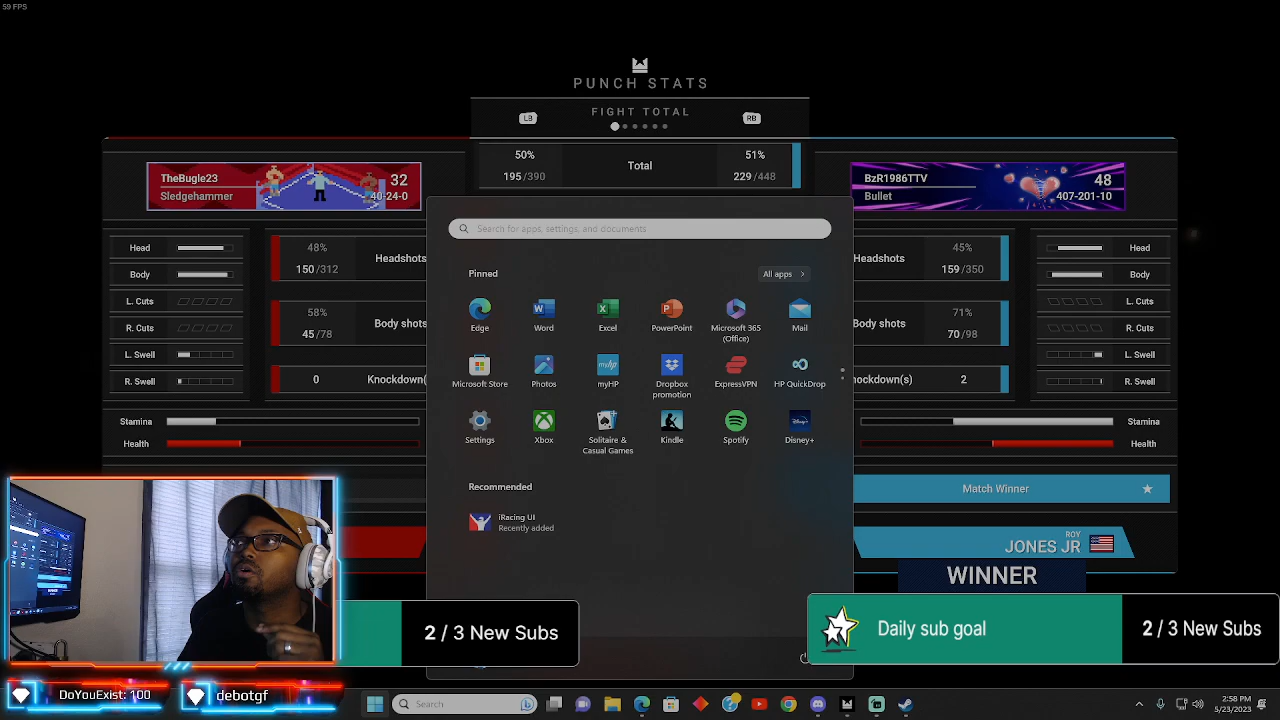 59 FPS
PUNCH STATS
FIGHT TOTAL
LB
RB
50%
Total
51%
195/390
229/448
TheBugle23
32
Sledgehammer
40-24-0
BzR1986TTV
48
Bullet
407-201-10
Head
Body
L. Cuts
R. Cuts
L. Swell
R. Swell
Stamina
Health
48%
150/312
Headshots
58%
45/78
Body shots
0
Knockdown(
Search for apps, settings, and documents
Pinned
All apps
Edge
Word
Excel
PowerPoint
Microsoft 365
(Office)
Mail
Microsoft Store
Photos
myHP
Dropbox
promotion
ExpressVPN
HP QuickDrop
Settings
Xbox
Solitaire &
Casual Games
Kindle
Spotify
Disney+
Recommended
iRacing UI
Recently added
eadshots
45%
159/350
ody shots
71%
70/98
nockdown(s)
2
Head
Body
L. Cuts
R. Cuts
L. Swell
R. Swell
Stamina
Health
Match Winner
ROY
JONES JR
WINNER
2 / 3 New Subs
Daily sub goal
2 / 3 New Subs
DoYouExist: 100
debotgf
Search
2:58 PM
5/23/2023